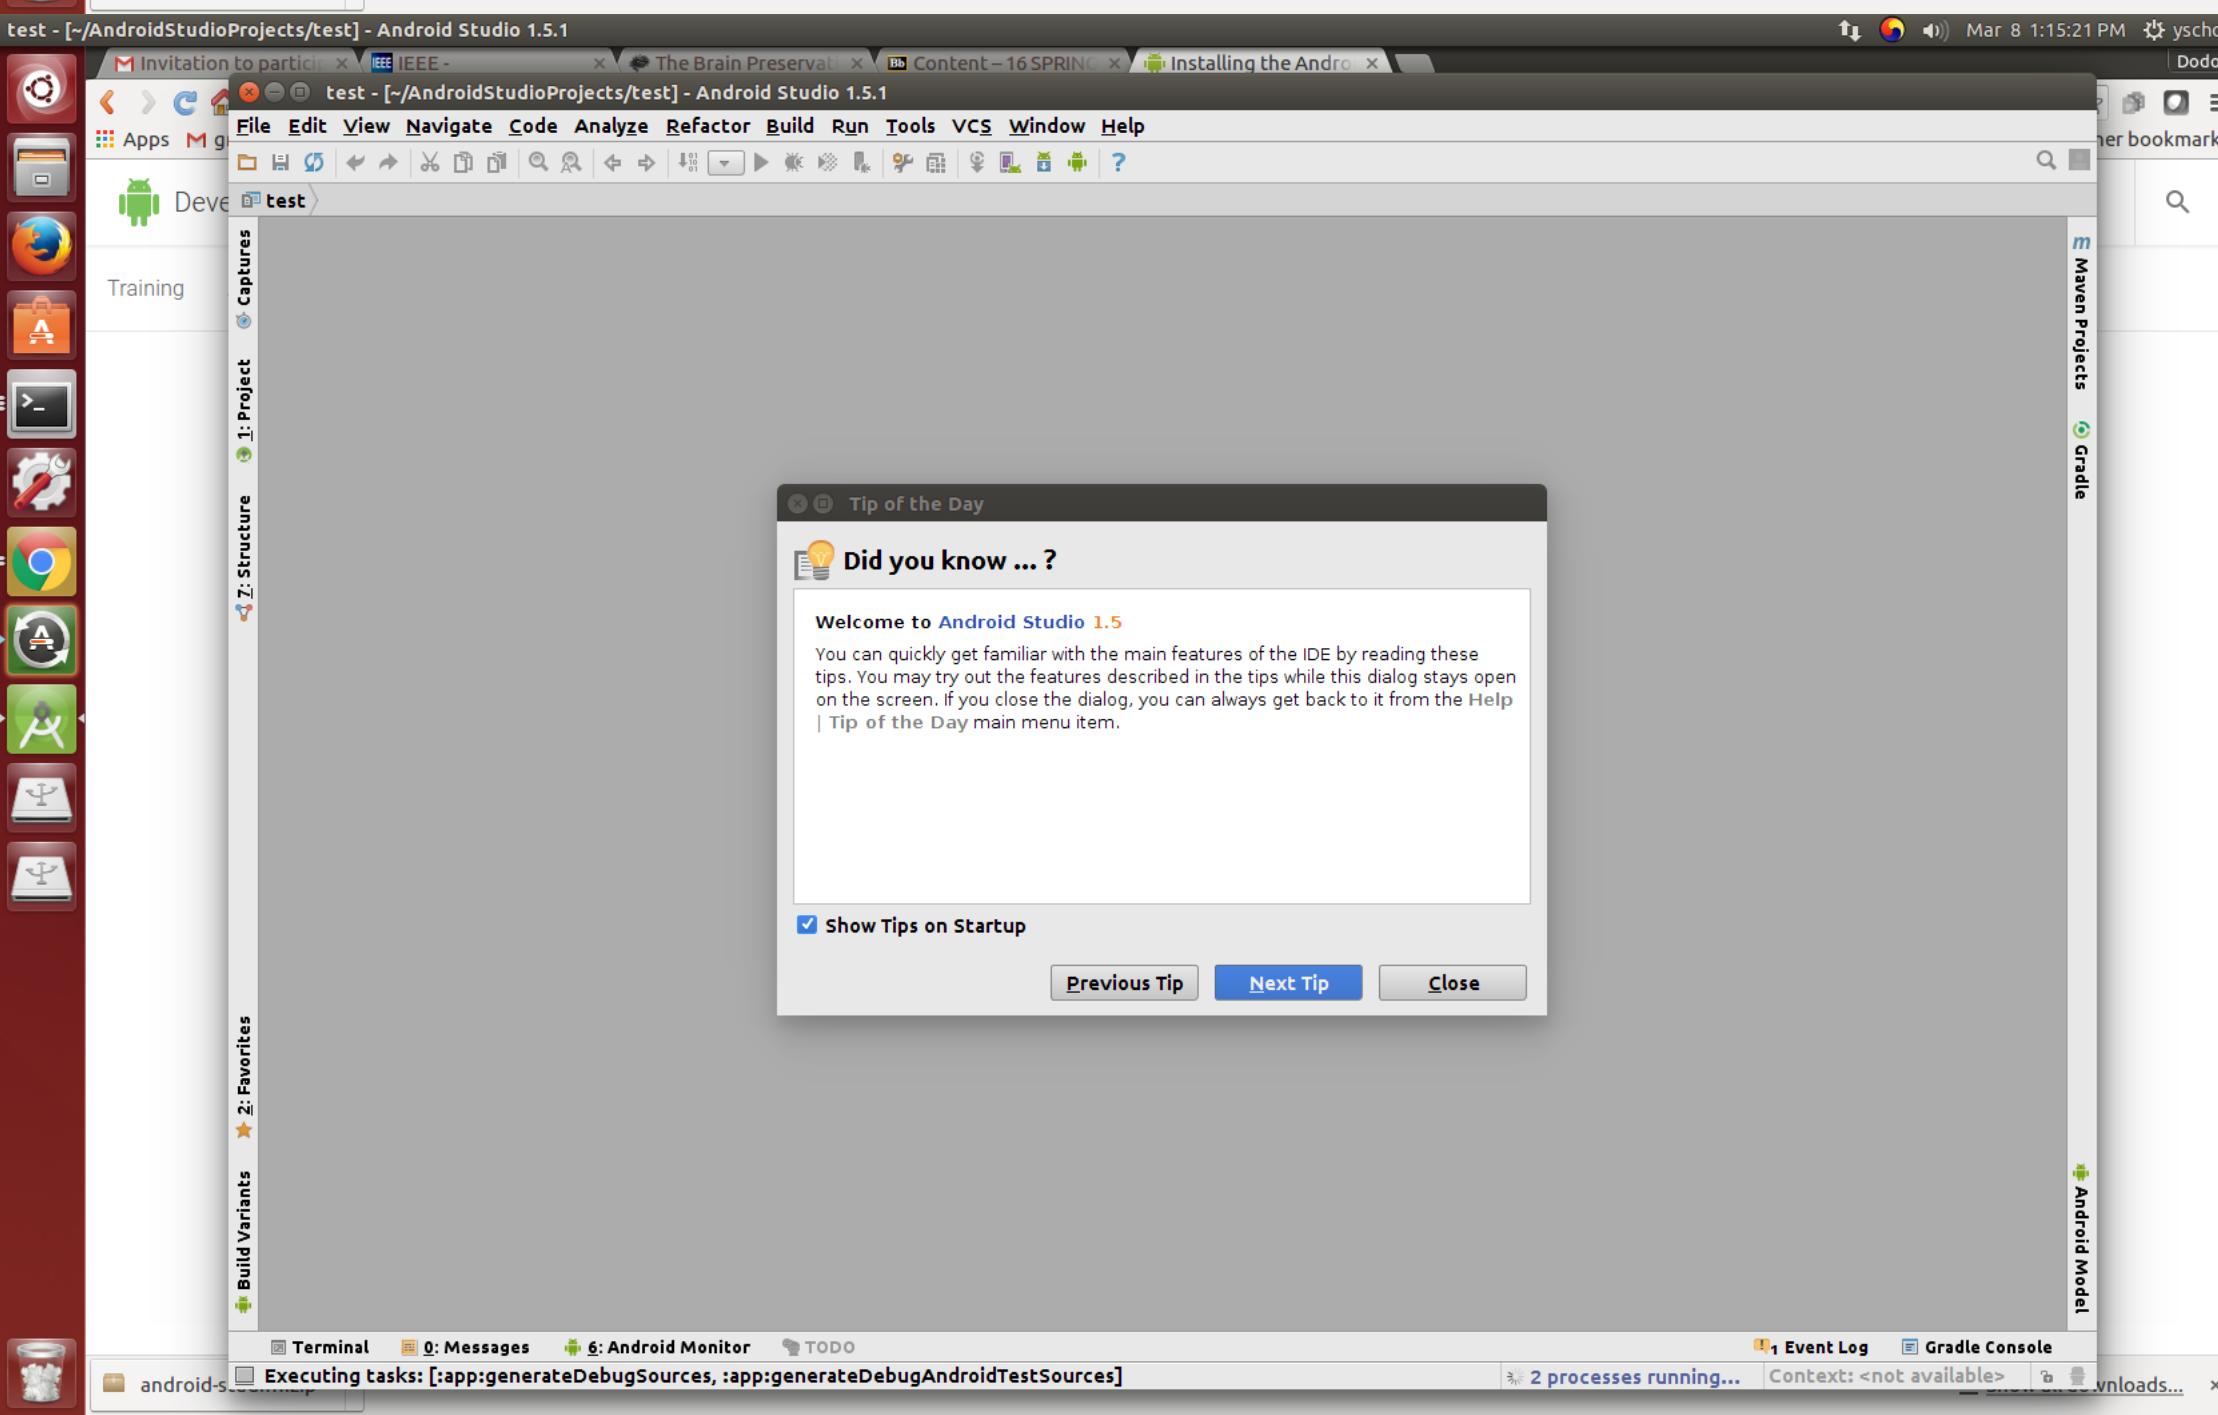 test - [~/AndroidStudioProjects/test] - Android Studio 1.5.1
Mar 8 1:15:21 PM
Invitation to partici
IEEE IEEE -
The Brain Preservat
Bb Content – 16 SPRING
Installing the Andro
test - [~/AndroidStudioProjects/test] - Android Studio 1.5.1
Apps
File Edit View Navigate Code Analyze Refactor Build Run Tools VCS Window Help
test
Training
Captures
1: Project
7: Structure
2: Favorites
Build Variants
m Maven Projects
Gradle
Android Model
Tip of the Day
Did you know ... ?
Welcome to Android Studio 1.5
You can quickly get familiar with the main features of the IDE by reading these
tips. You may try out the features described in the tips while this dialog stays open
on the screen. If you close the dialog, you can always get back to it from the Help
| Tip of the Day main menu item.
Show Tips on Startup
Previous Tip Next Tip Close
Terminal 0: Messages 6: Android Monitor TODO
1 Event Log Gradle Console
Executing tasks: [:app:generateDebugSources, :app:generateDebugAndroidTestSources]
2 processes running... Context: <not available>